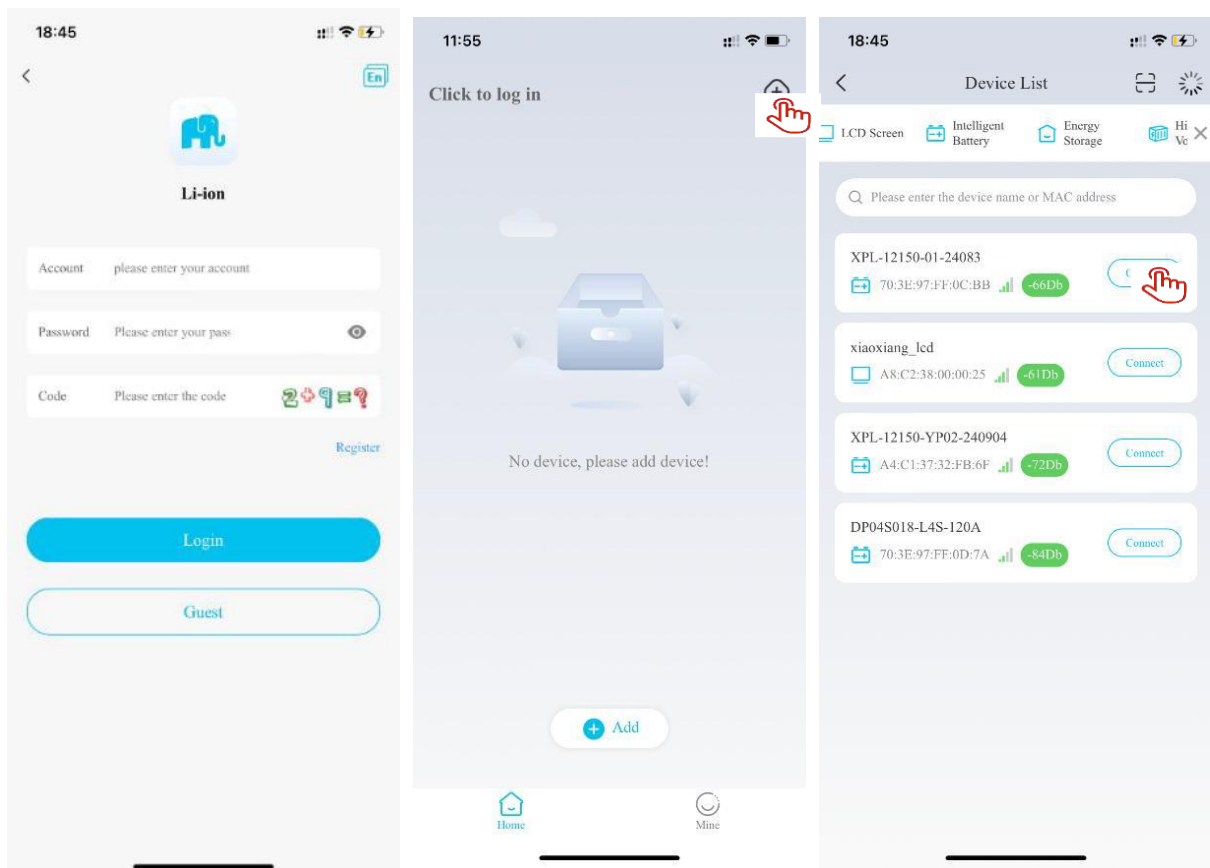 18:45
En
Li-ion
Account please enter your account
Password Please enter your pass
Code Please enter the code 2+9=?
Register
Login
Guest
11:55
Click to log in
No device, please add device!
Add
Home
Mine
18:45
Device List
LCD Screen
Intelligent
Battery
Energy
Storage
Hi
Vc
Please enter the device name or MAC address
XPL-12150-01-24083
70:3E:97:FF:0C:BB -66Db
xiaoxiang_lcd
A8:C2:38:00:00:25 -61Db
Connect
XPL-12150-YP02-240904
A4:C1:37:32:FB:6F -72Db
Connect
DP04S018-L4S-120A
70:3E:97:FF:0D:7A -84Db
Connect